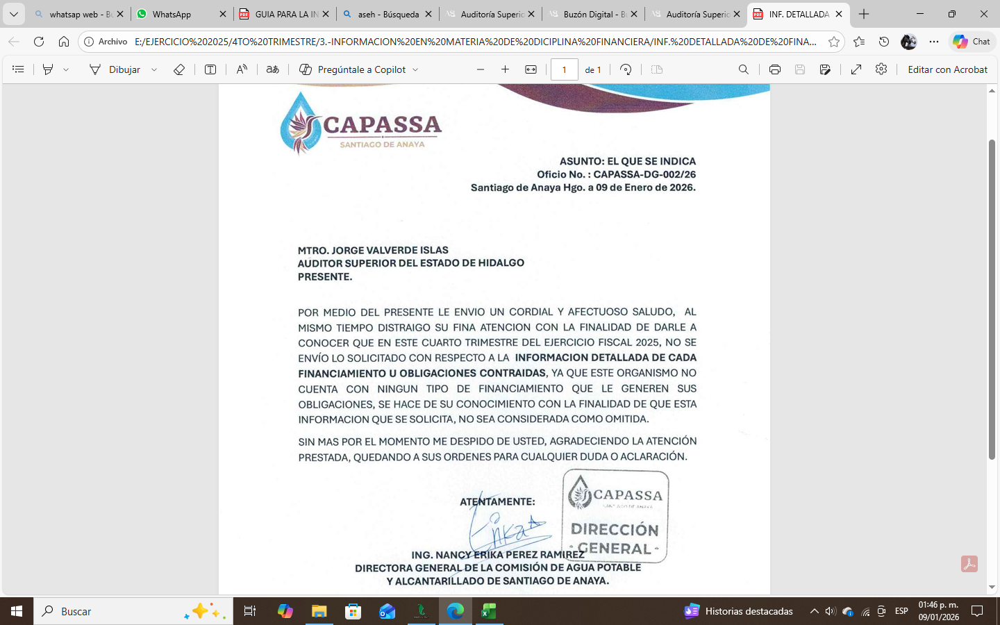 whatsap web - Bú
WhatsApp
GUIA PARA LA IN
aseh - Búsqueda
Auditoría Superio
Buzón Digital - Bu
Auditoría Superio
INF. DETALLADA
Archivo
E:/EJERCICIO%202025/4TO%20TRIMESTRE/3.-INFORMACION%20EN%20MATERIA%20DE%20DICIPLINA%20FINANCIERA/INF.%20DETALLADA%20DE%20FINA...
Chat
Dibujar
Pregúntale a Copilot
1 de 1
Editar con Acrobat
CAPASSA
SANTIAGO DE ANAYA
ASUNTO: EL QUE SE INDICA
Oficio No. : CAPASSA-DG-002/26
Santiago de Anaya Hgo. a 09 de Enero de 2026.
MTRO. JORGE VALVERDE ISLAS
AUDITOR SUPERIOR DEL ESTADO DE HIDALGO
PRESENTE.
POR MEDIO DEL PRESENTE LE ENVIO UN CORDIAL Y AFECTUOSO SALUDO, AL
MISMO TIEMPO DISTRAIGO SU FINA ATENCION CON LA FINALIDAD DE DARLE A
CONOCER QUE EN ESTE CUARTO TRIMESTRE DEL EJERCICIO FISCAL 2025, NO SE
ENVÍO LO SOLICITADO CON RESPECTO A LA INFORMACION DETALLADA DE CADA
FINANCIAMIENTO U OBLIGACIONES CONTRAIDAS, YA QUE ESTE ORGANISMO NO
CUENTA CON NINGUN TIPO DE FINANCIAMIENTO QUE LE GENEREN SUS
OBLIGACIONES, SE HACE DE SU CONOCIMIENTO CON LA FINALIDAD DE QUE ESTA
INFORMACION QUE SE SOLICITA, NO SEA CONSIDERADA COMO OMITIDA.
SIN MAS POR EL MOMENTO ME DESPIDO DE USTED, AGRADECIENDO LA ATENCIÓN
PRESTADA, QUEDANDO A SUS ORDENES PARA CUALQUIER DUDA O ACLARACIÓN.
ATENTAMENTE:
CAPASSA
SANTIAGO DE ANAYA
DIRECCIÓN
GENERAL
ING. NANCY ERIKA PEREZ RAMIREZ
DIRECTORA GENERAL DE LA COMISIÓN DE AGUA POTABLE
Y ALCANTARILLADO DE SANTIAGO DE ANAYA.
Buscar
Historias destacadas
ESP
01:46 p. m.
09/01/2026